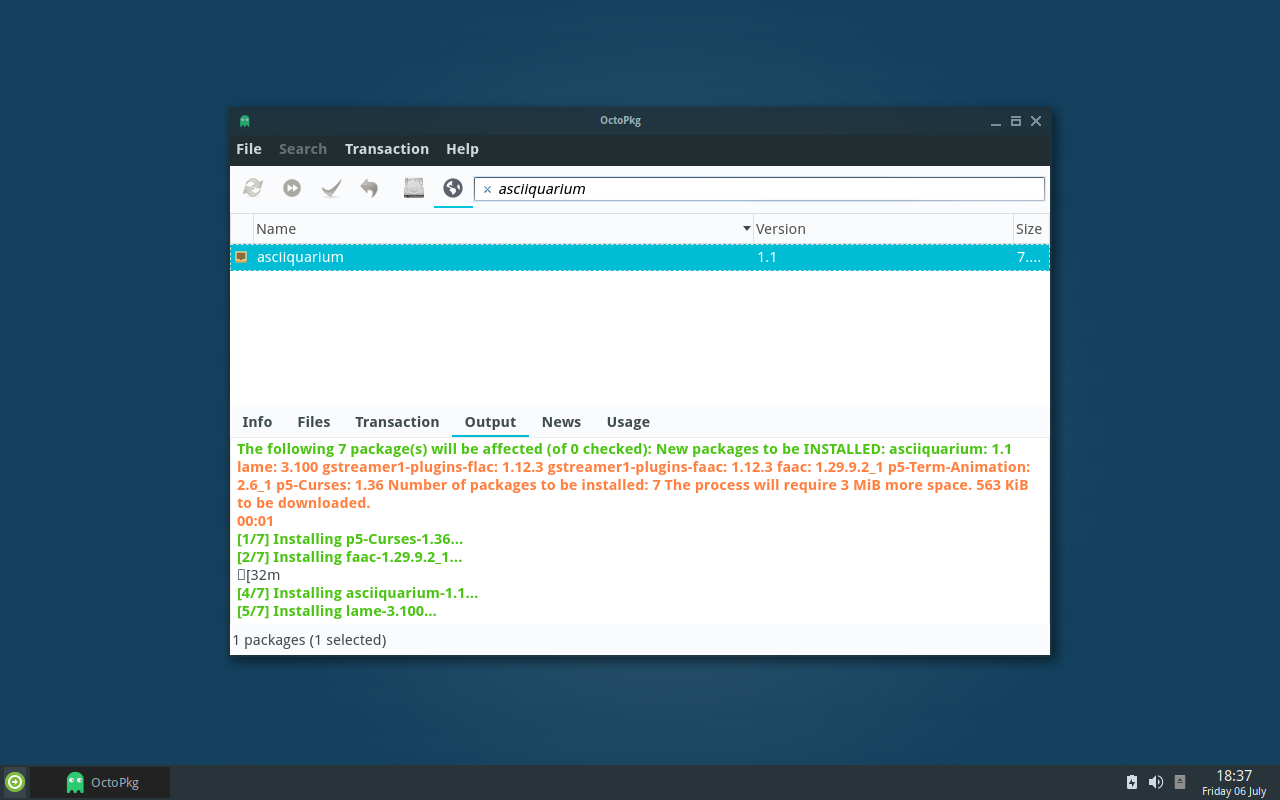 OctoPkg
File Search Transaction Help
× asciiquarium
Name Version Size
asciiquarium 1.1 7....
Info Files Transaction Output News Usage
The following 7 package(s) will be affected (of 0 checked): New packages to be INSTALLED: asciiquarium: 1.1
lame: 3.100 gstreamer1-plugins-flac: 1.12.3 gstreamer1-plugins-faac: 1.12.3 faac: 1.29.9.2_1 p5-Term-Animation:
2.6_1 p5-Curses: 1.36 Number of packages to be installed: 7 The process will require 3 MiB more space. 563 KiB
to be downloaded.
00:01
[1/7] Installing p5-Curses-1.36...
[2/7] Installing faac-1.29.9.2_1...
[32m
[4/7] Installing asciiquarium-1.1...
[5/7] Installing lame-3.100...
1 packages (1 selected)
OctoPkg
18:37
Friday 06 July